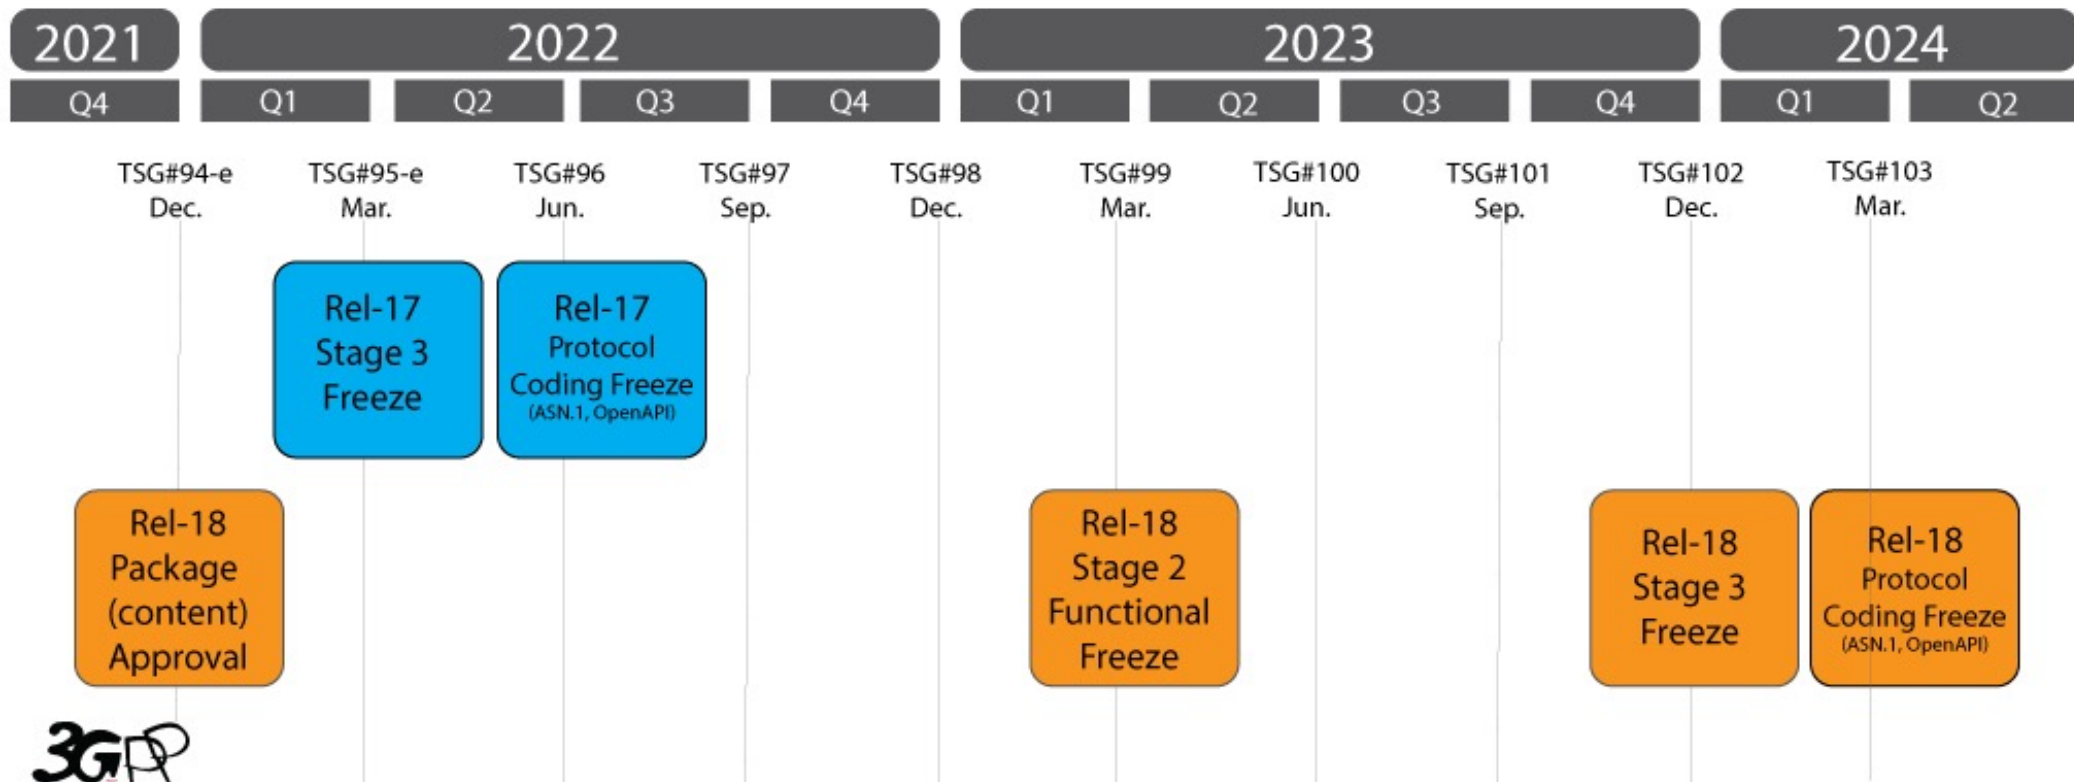 2021 2022 2023 2024
Q4 Q1 Q2 Q3 Q4 Q1 Q2 Q3 Q4 Q1 Q2
TSG#94-e TSG#95-e TSG#96 TSG#97 TSG#98 TSG#99 TSG#100 TSG#101 TSG#102 TSG#103
Dec. Mar. Jun. Sep. Dec. Mar. Jun. Sep. Dec. Mar.
Rel-17
Stage 3
Freeze
Rel-17
Protocol
Coding Freeze
(ASN.1, OpenAPI)
Rel-18
Package
(content)
Approval
Rel-18
Stage 2
Functional
Freeze
Rel-18
Stage 3
Freeze
Rel-18
Protocol
Coding Freeze
(ASN.1, OpenAPI)
3GPP